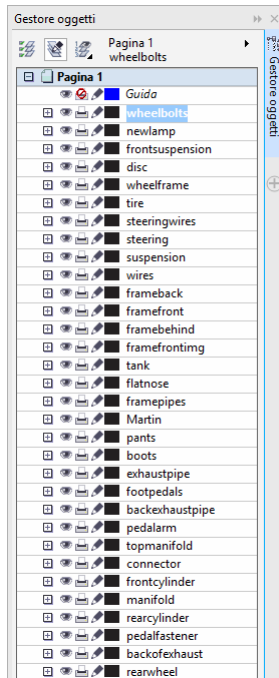 Gestore oggetti
Pagina 1
wheelbolts
Gestore oggetti
Pagina 1
Guida
wheelbolts
newlamp
frontsuspension
disc
wheelframe
tire
steeringwires
steering
suspension
wires
frameback
framefront
framebehind
framefrontimg
tank
flatnose
framepipes
Martin
pants
boots
exhaustpipe
footpedals
backexhaustpipe
pedalarm
topmanifold
connector
frontcylinder
manifold
rearcylinder
pedalfastener
backofexhaust
rearwheel